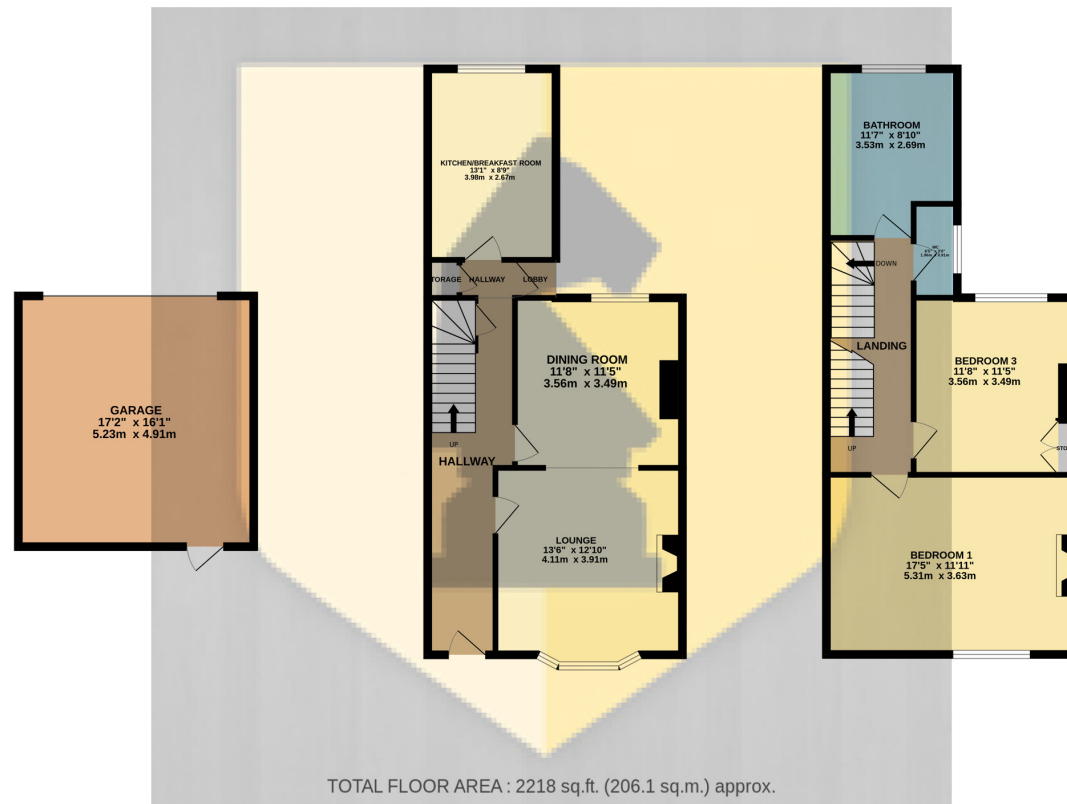 GARAGE
17'2" x 16'1"
5.23m x 4.91m
KITCHEN/BREAKFAST ROOM
13'1" x 8'9"
3.98m x 2.67m
TORAGE
HALLWAY
LOBBY
DINING ROOM
11'8" x 11'5"
3.56m x 3.49m
UP
HALLWAY
LOUNGE
13'6" x 12'10"
4.11m x 3.91m
BATHROOM
11'7" x 8'10"
3.53m x 2.69m
WC
DOWN
LANDING
BEDROOM 3
11'8" x 11'5"
3.56m x 3.49m
UP
STO
BEDROOM 1
17'5" x 11'11"
5.31m x 3.63m
TOTAL FLOOR AREA : 2218 sq.ft. (206.1 sq.m.) approx.